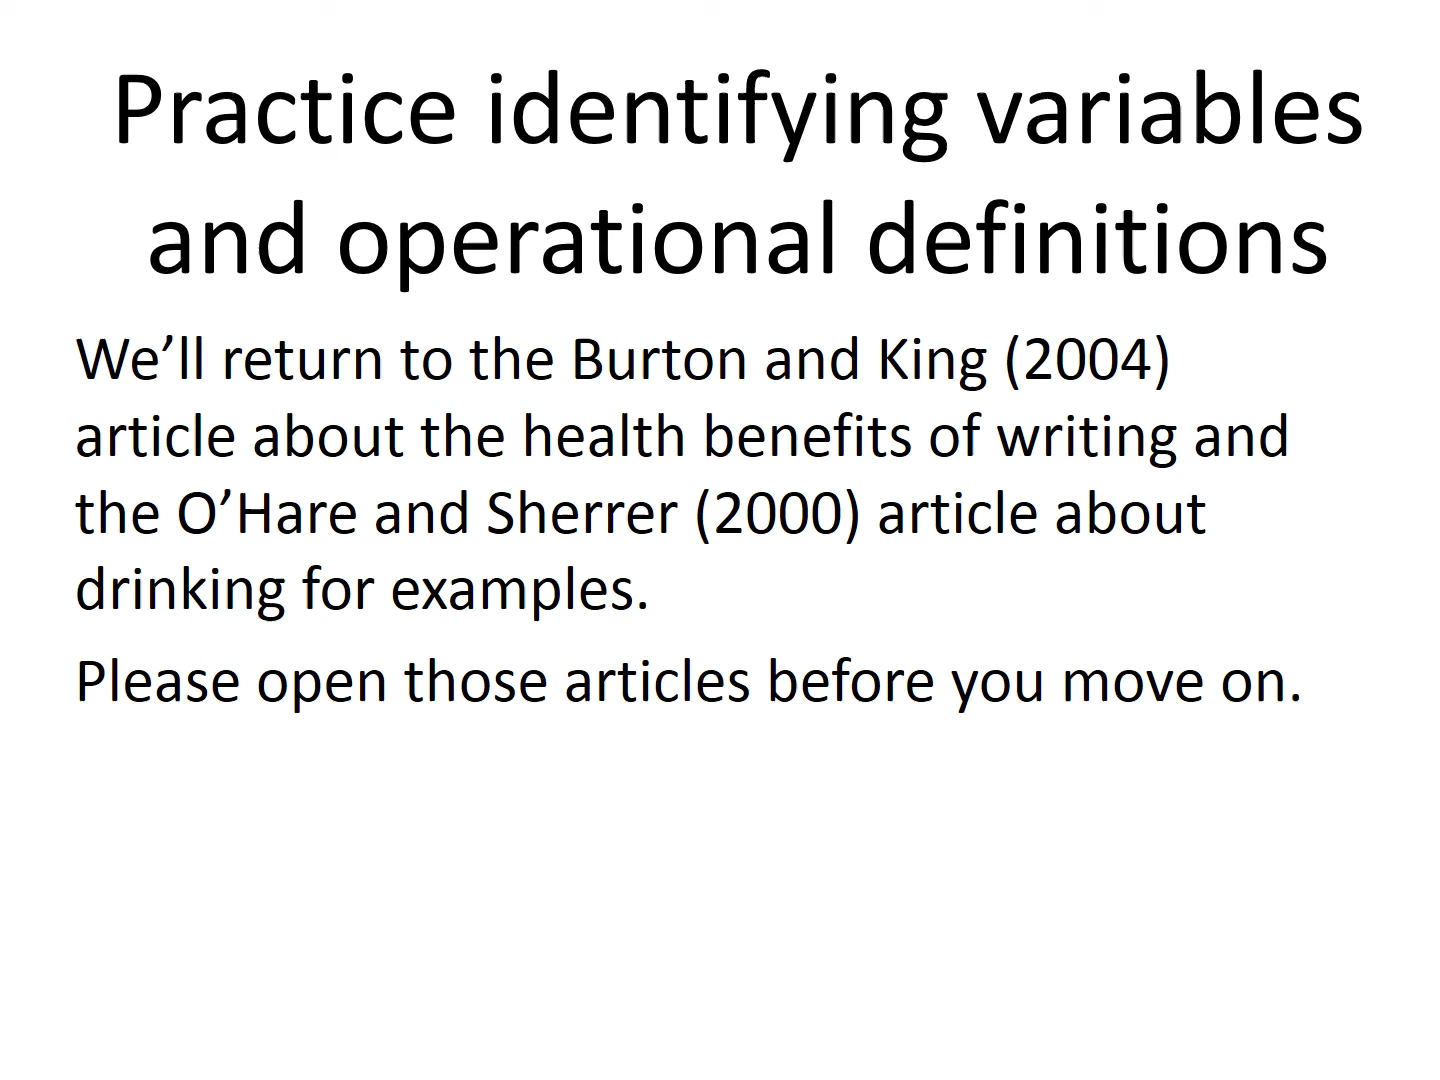 Practice identifying variables
and operational definitions
We’ll return to the Burton and King (2004)
article about the health benefits of writing and
the O’Hare and Sherrer (2000) article about
drinking for examples.
Please open those articles before you move on.